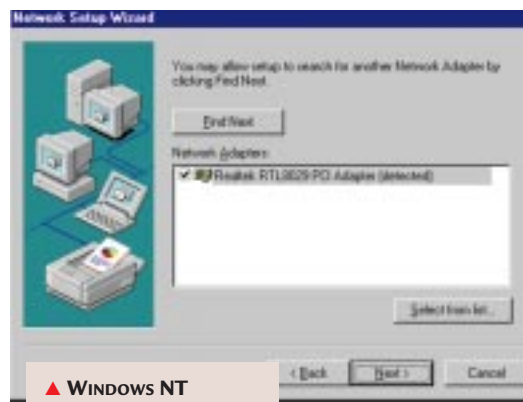 Network Setup Wizard
You may allow setup to search for another Network Adapter by
clicking Find Next.
Find Next
Network Adapters:
Realtek RTL8029 PCI Adapter (detected)
Select from list...
< Back
Next >
Cancel
▲ WINDOWS NT